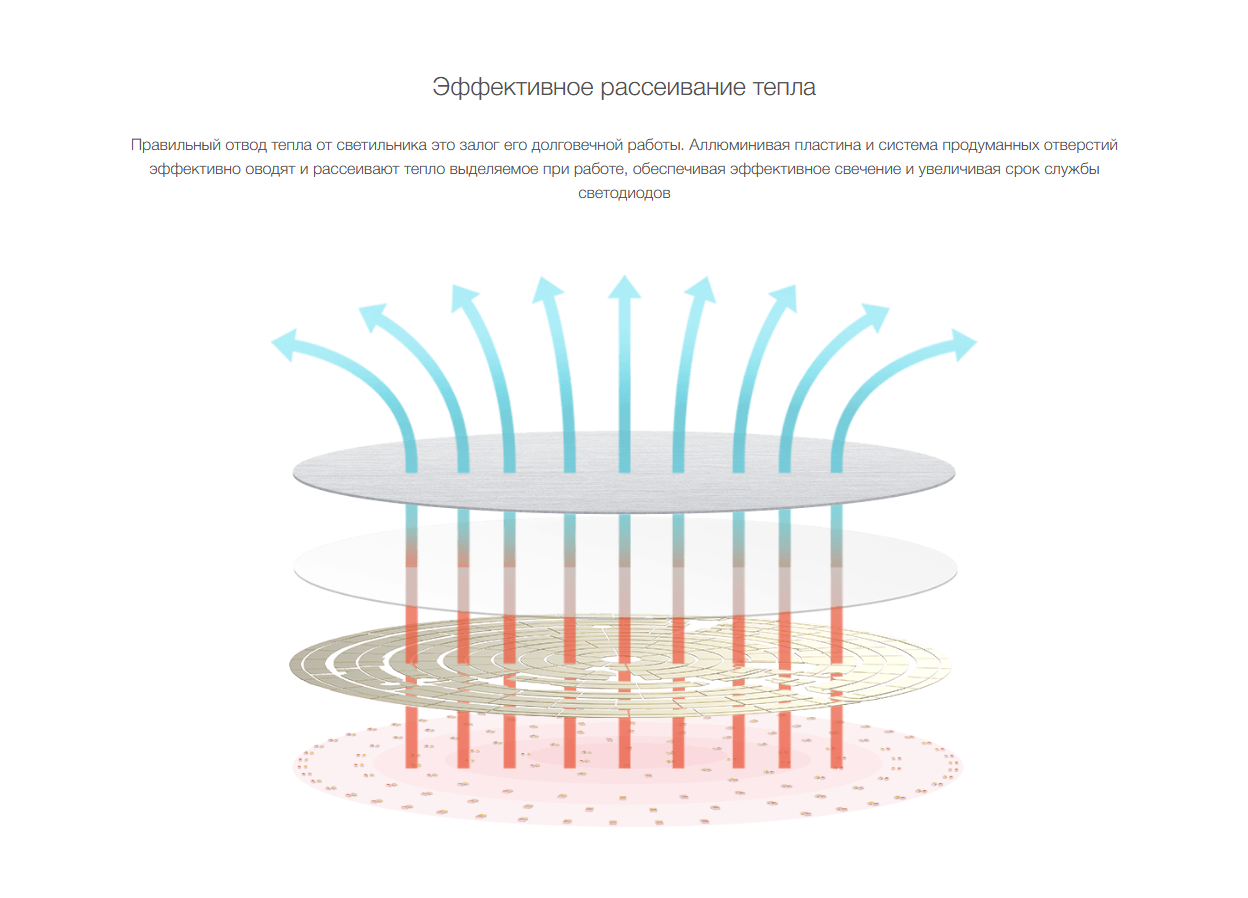 Эффективное рассеивание тепла
Правильный отвод тепла от светильника это залог его долговечной работы. Аллюминивая пластина и система продуманных отверстий
эффективно оводят и рассеивают тепло выделяемое при работе, обеспечивая эффективное свечение и увеличивая срок службы
светодиодов